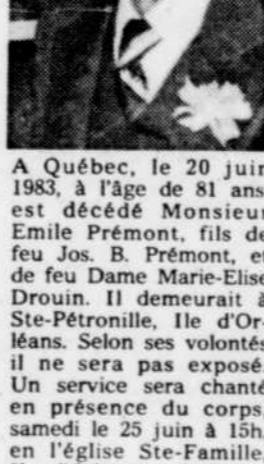 A Québec, le 20 juin
1983, à l'âge de 81 ans
est décédé Monsieur
Emile Prémont, fils de
feu Jos. B. Prémont, et
de feu Dame Marie-Elise
Drouin. Il demeurait à
Ste-Pétronille, Ile d'Or-
léans. Selon ses volontés
il ne sera pas exposé.
Un service sera chanté
en présence du corps,
samedi le 25 juin à 15h.
en l'église Ste-Famille,